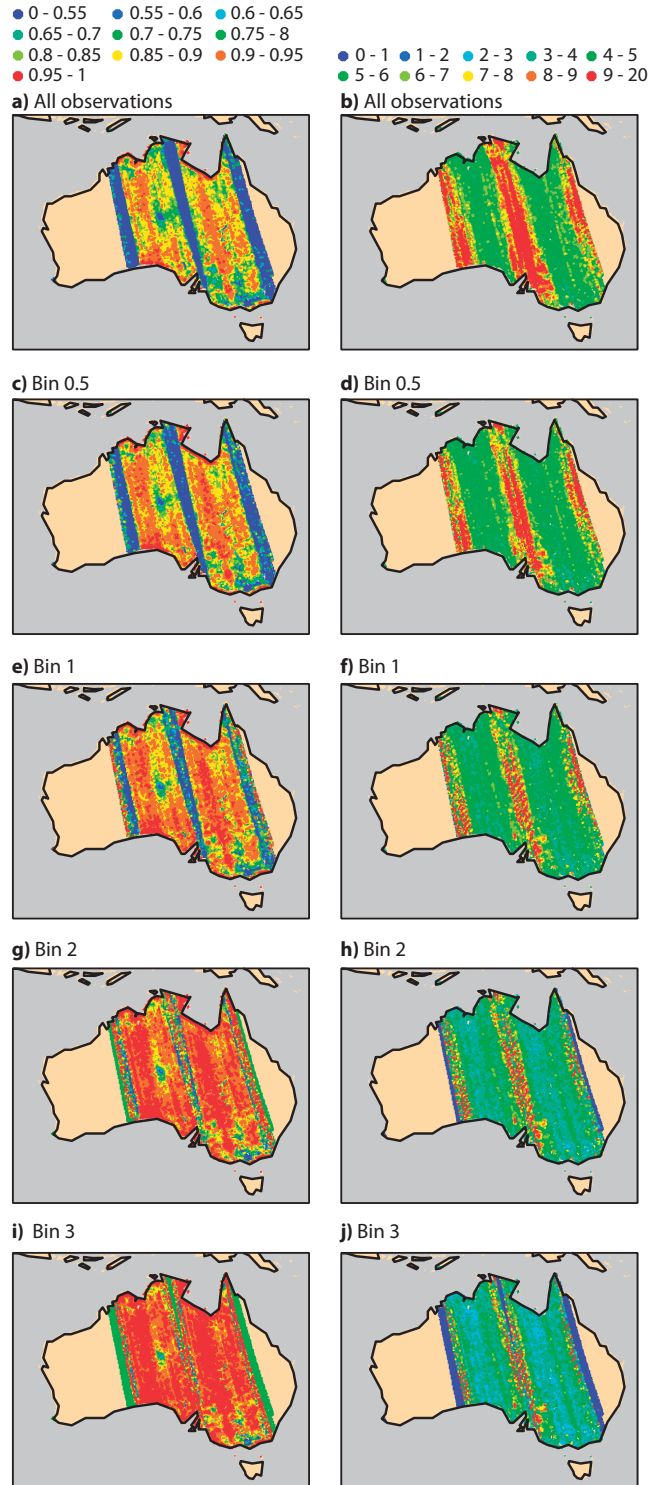 0 - 0.55 0.55 - 0.6 0.6 - 0.65
0.65 - 0.7 0.7 - 0.75 0.75 - 8
0.8 - 0.85 0.85 - 0.9 0.9 - 0.95
0.95 - 1
0 - 1 1 - 2 2 - 3 3 - 4 4 - 5
5 - 6 6 - 7 7 - 8 8 - 9 9 - 20
a) All observations
b) All observations
c) Bin 0.5
d) Bin 0.5
e) Bin 1
f) Bin 1
g) Bin 2
h) Bin 2
i) Bin 3
j) Bin 3